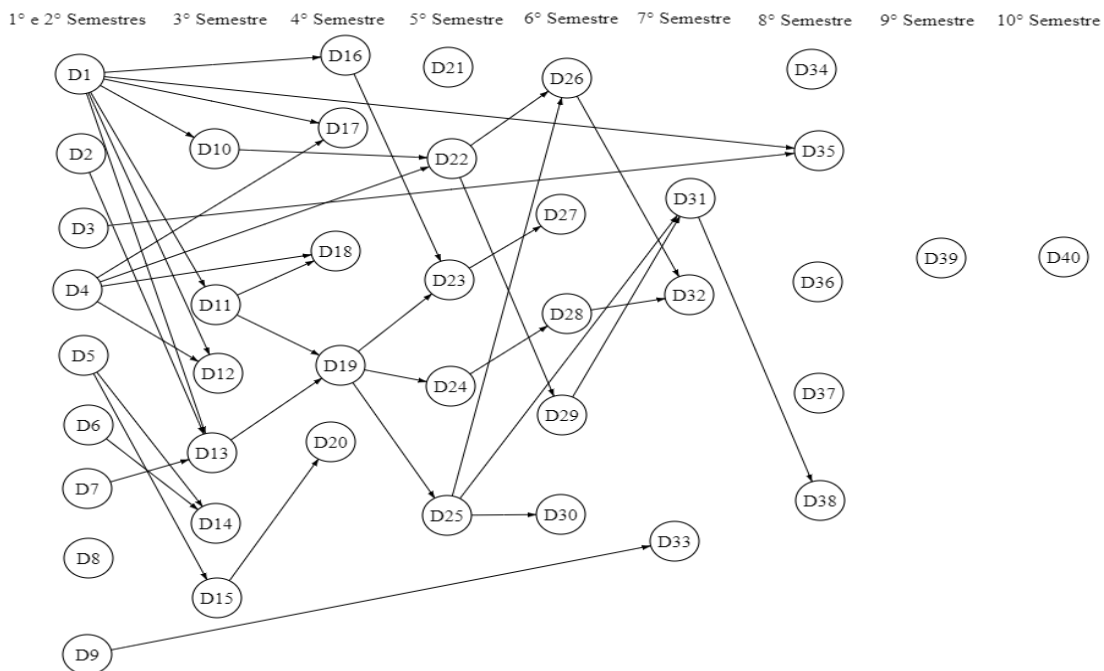 1° e 2° Semestres 3° Semestre 4° Semestre 5° Semestre 6° Semestre 7° Semestre 8° Semestre 9° Semestre 10° Semestre
D1
D2
D3
D4
D5
D6
D7
D8
D9
D10
D11
D12
D13
D14
D15
D16
D17
D18
D19
D20
D21
D22
D23
D24
D25
D26
D27
D28
D29
D30
D31
D32
D33
D34
D35
D36
D37
D38
D39
D40